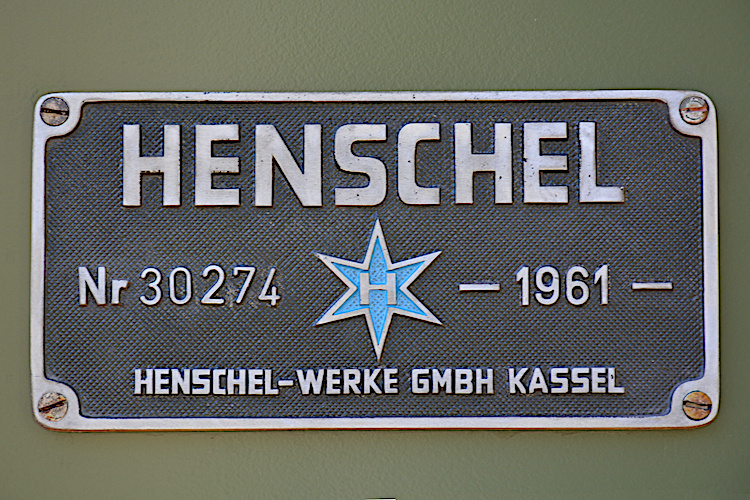 HENSCHEL
Nr 30274 H — 1961 —
HENSCHEL-WERKE GMBH KASSEL